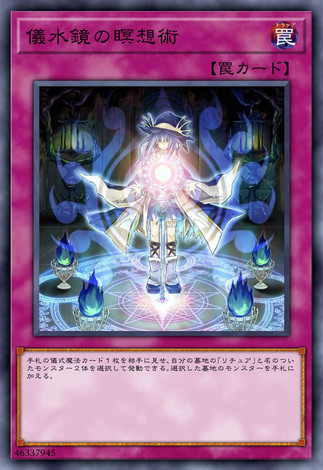 儀水鏡の瞑想術
トラップ
罠
【罠カード】
手札の儀式魔法カード１枚を相手に見せ、自分の墓地の「リチュア」と名のつい
たモンスター２体を選択して発動できる。選択した墓地のモンスターを手札に
加える。
46337945